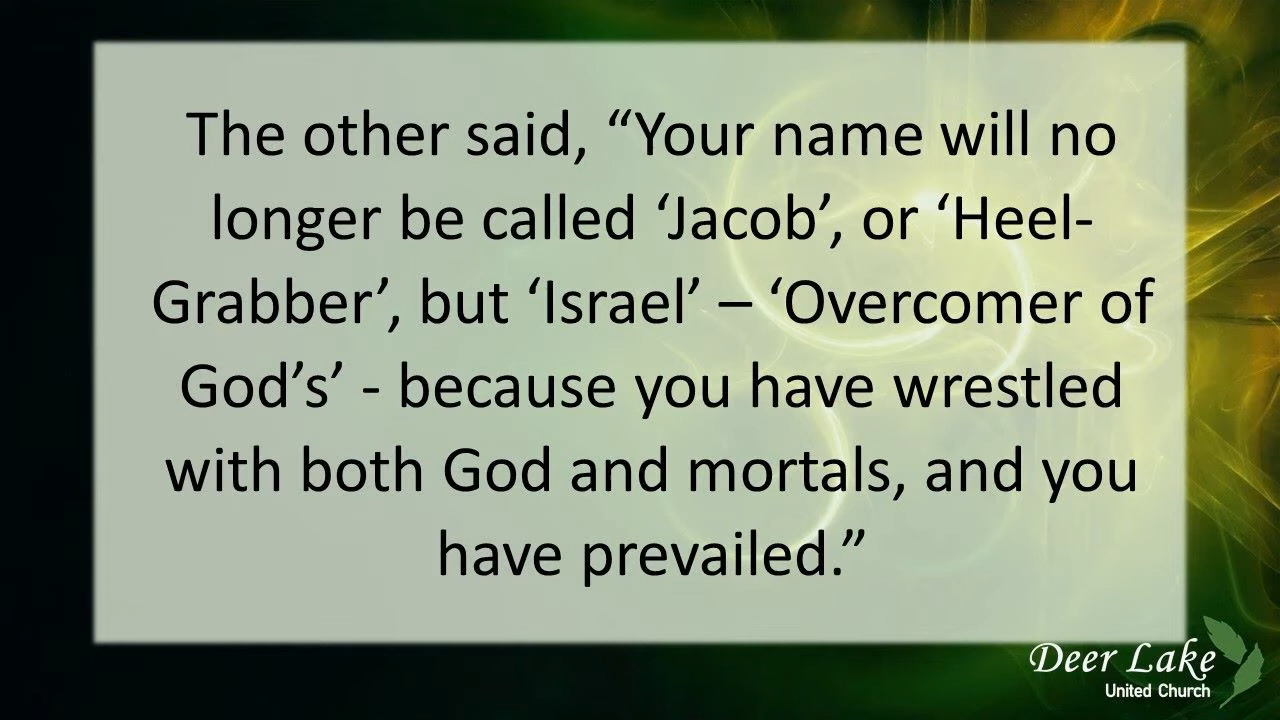 The other said, “Your name will no
longer be called ‘Jacob’, or ‘Heel-
Grabber’, but ‘Israel’ – ‘Overcomer of
God’s’ - because you have wrestled
with both God and mortals, and you
have prevailed.”
Deer Lake
United Church